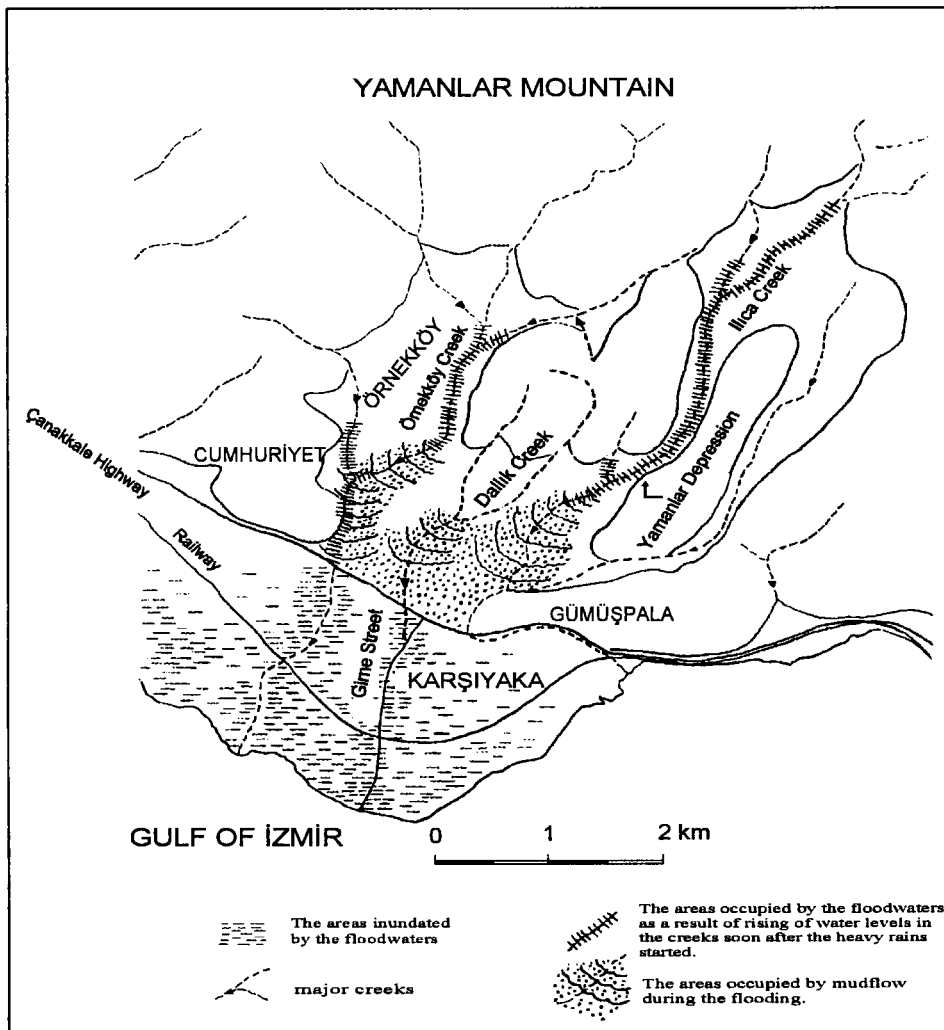 YAMANLAR MOUNTAIN
Ilıca Creek
ÖRNEKKÖY
Örnekköy Creek
Çanakkale Highway
CUMHURİYET
Dallık Creek
Yamanlar Depression
Railway
GÜMÜŞPALA
Girne Street
KARŞIYAKA
GULF OF İZMİR
0 1 2 km
The areas inundated
by the floodwaters
major creeks
The areas occupied by the floodwaters
as a result of rising of water levels in
the creeks soon after the heavy rains
started.
The areas occupied by mudflow
during the flooding.